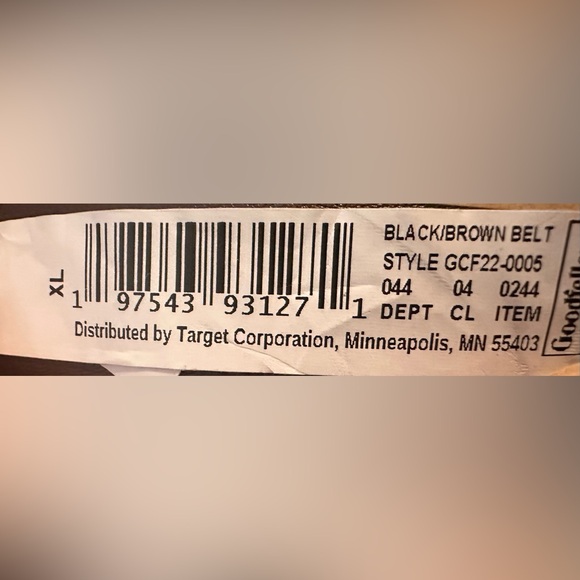 XL
1 97543 93127 1
BLACK/BROWN BELT
STYLE GCF22-0005
044 04 0244
DEPT CL ITEM
Distributed by Target Corporation, Minneapolis, MN 55403